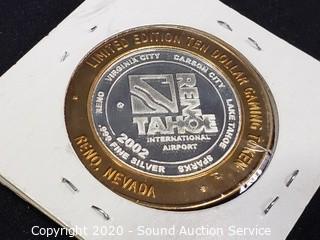 LIMITED EDITION TEN DOLLAR GAMING TOKEN
RENO, NEVADA
RENO VIRGINIA CITY CARSON CITY LAKE TAHOE SPARKS
RENO
TAHOE
INTERNATIONAL
AIRPORT
2002
.999 FINE SILVER
Copyright © 2020 - Sound Auction Service